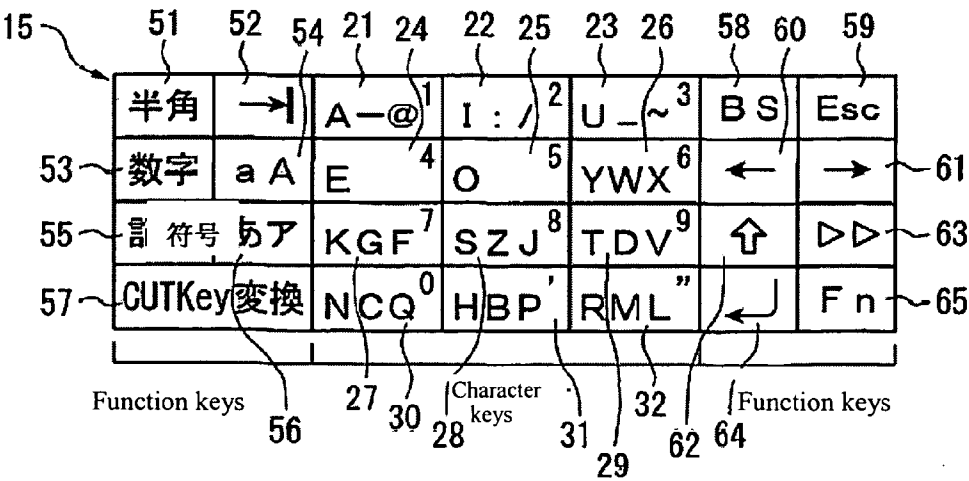 15 51 52 54 21 24 22 25 23 26 58 60 59
半角 →| A－@ 1 I : / 2 U _ ~ 3 B S Esc
53 数字 a A E 4 O 5 YWX 6 ← → 61
55 符号 あア KGF 7 SZJ 8 TDV 9 ⇧ ▷▷ 63
57 CUTKey 変換 NCQ 0 HBP ' RML " ↵ Fn 65
Function keys 56 27 30 28 Character keys 31 29 32 62 64 Function keys